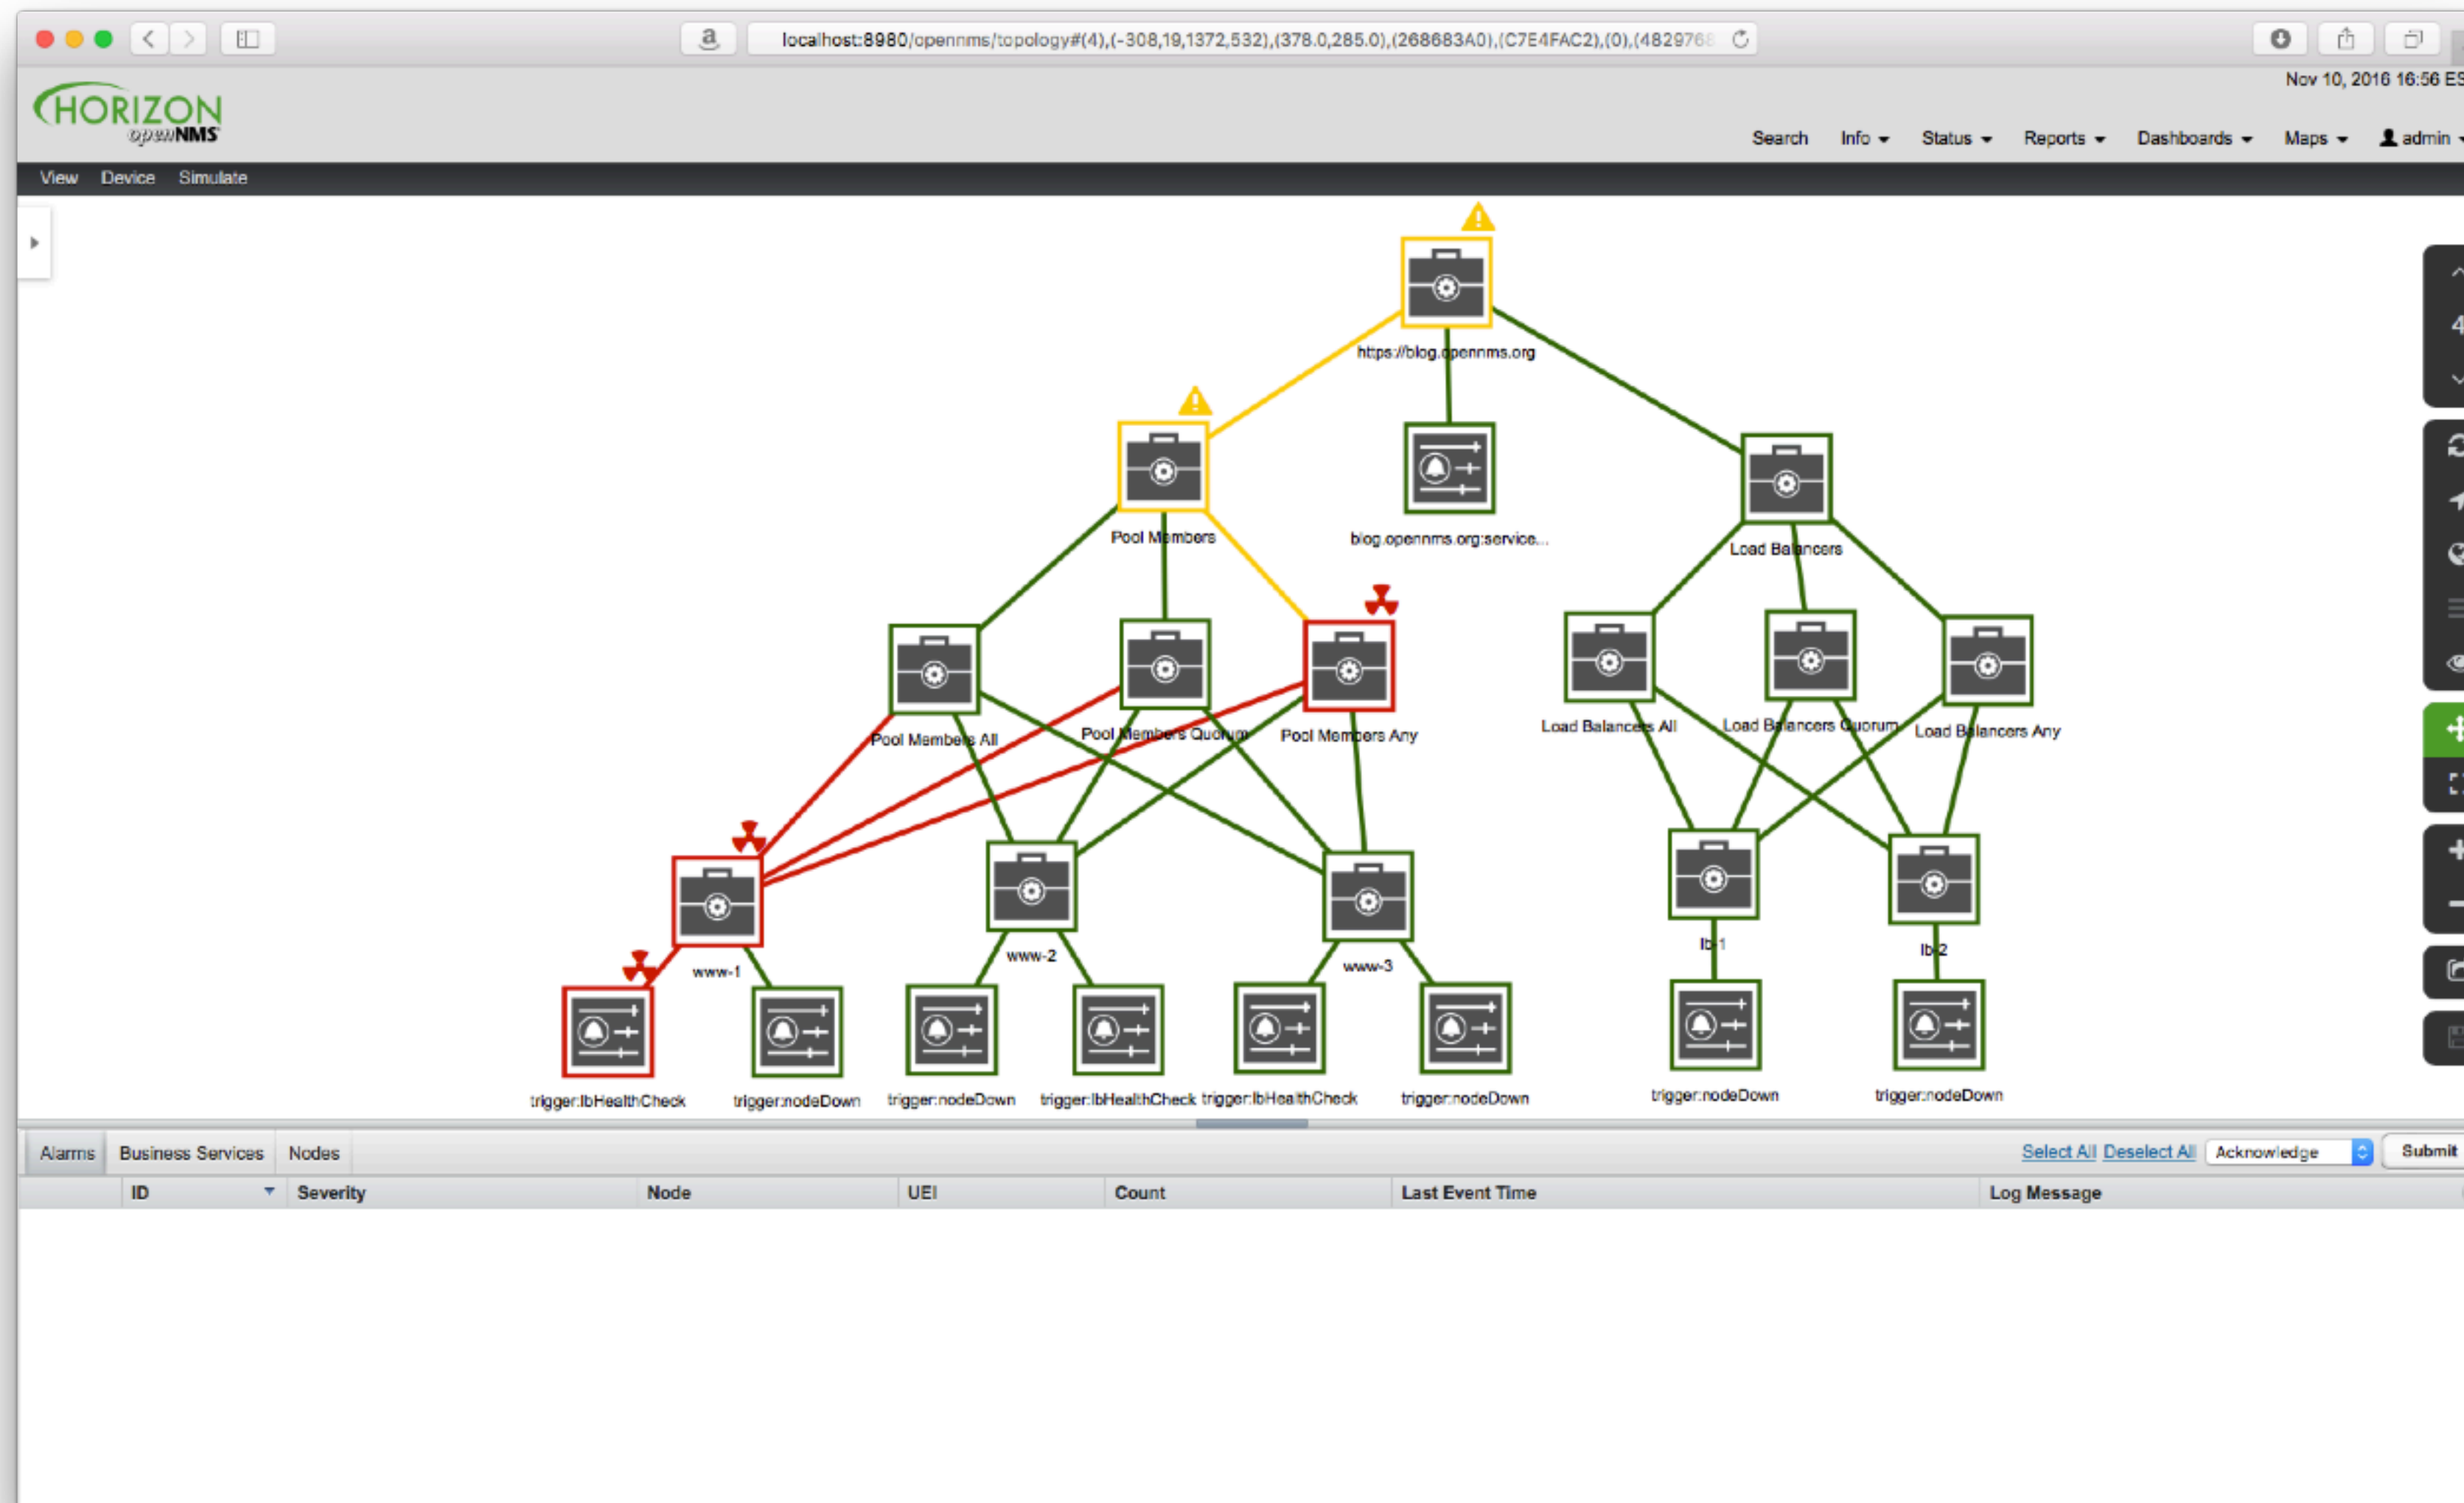 localhost:8980/opennms/topology#(4),(-308,19,1372,532),(378.0,285.0),(268683A0),(C7E4FAC2),(0),(4829768
Nov 10, 2016 16:56 ES
HORIZON
openNMS
Search Info Status Reports Dashboards Maps admin
View Device Simulate
4
https://blog.opennms.org
Pool Members
blog.opennms.org:service...
Load Balancers
Pool Members All
Pool Members Quorum
Pool Members Any
Load Balancers All
Load Balancers Quorum
Load Balancers Any
www-1
www-2
www-3
lb-1
lb-2
trigger:lbHealthCheck
trigger:nodeDown
trigger:nodeDown
trigger:lbHealthCheck
trigger:lbHealthCheck
trigger:nodeDown
trigger:nodeDown
trigger:nodeDown
Alarms Business Services Nodes
Select All Deselect All Acknowledge Submit
ID Severity Node UEI Count Last Event Time Log Message